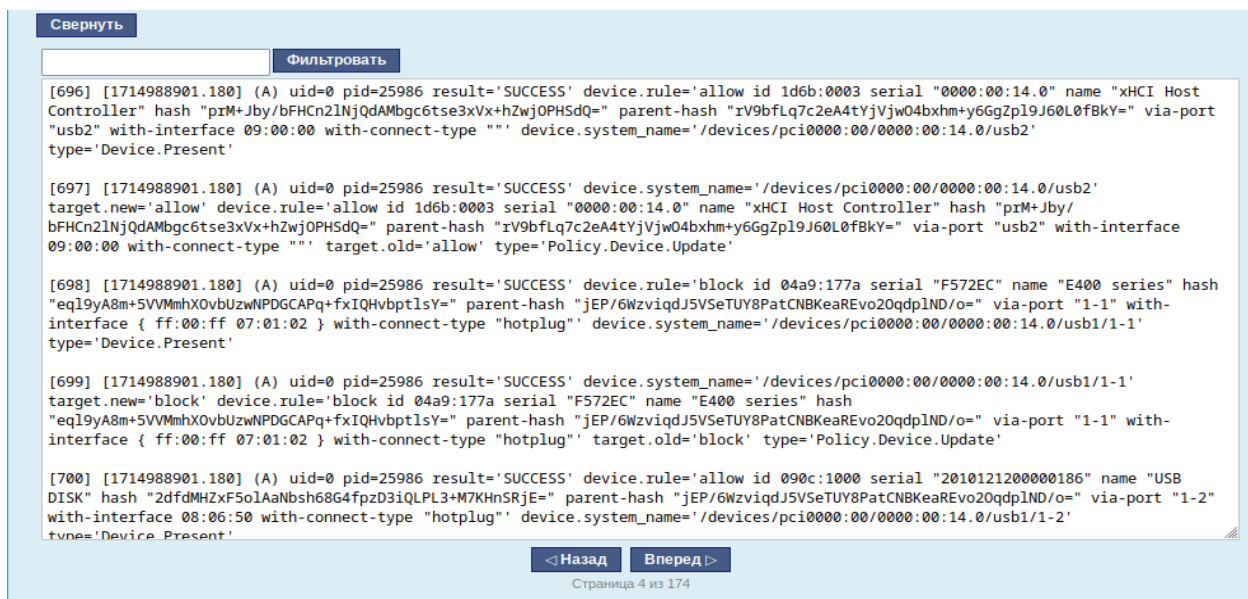 Свернуть
Фильтровать
[696] [1714988901.180] (A) uid=0 pid=25986 result='SUCCESS' device.rule='allow id 1d6b:0003 serial "0000:00:14.0" name "xHCI Host
Controller" hash "prM+Jby/bFHCn2lNjQdAMbgc6tse3xVx+hZwjOPHSdQ=" parent-hash "rV9bfLq7c2eA4tYjVjwO4bxhm+y6GgZpl9J60L0fBkY=" via-port
"usb2" with-interface 09:00:00 with-connect-type ""' device.system_name='/devices/pci0000:00/0000:00:14.0/usb2'
type='Device.Present'
[697] [1714988901.180] (A) uid=0 pid=25986 result='SUCCESS' device.system_name='/devices/pci0000:00/0000:00:14.0/usb2'
target.new='allow' device.rule='allow id 1d6b:0003 serial "0000:00:14.0" name "xHCI Host Controller" hash "prM+Jby/
bFHCn2lNjQdAMbgc6tse3xVx+hZwjOPHSdQ=" parent-hash "rV9bfLq7c2eA4tYjVjwO4bxhm+y6GgZpl9J60L0fBkY=" via-port "usb2" with-interface
09:00:00 with-connect-type ""' target.old='allow' type='Policy.Device.Update'
[698] [1714988901.180] (A) uid=0 pid=25986 result='SUCCESS' device.rule='block id 04a9:177a serial "F572EC" name "E400 series" hash
"eql9yA8m+5VVMmhXOvbUzwNPDGCAPq+fxIQHvbptlsY=" parent-hash "jEP/6WzviqdJ5VSeTUY8PatCNBKeaREvo2OqdplND/o=" via-port "1-1" with-
interface { ff:00:ff 07:01:02 } with-connect-type "hotplug"' device.system_name='/devices/pci0000:00/0000:00:14.0/usb1/1-1'
type='Device.Present'
[699] [1714988901.180] (A) uid=0 pid=25986 result='SUCCESS' device.system_name='/devices/pci0000:00/0000:00:14.0/usb1/1-1'
target.new='block' device.rule='block id 04a9:177a serial "F572EC" name "E400 series" hash
"eql9yA8m+5VVMmhXOvbUzwNPDGCAPq+fxIQHvbptlsY=" parent-hash "jEP/6WzviqdJ5VSeTUY8PatCNBKeaREvo2OqdplND/o=" via-port "1-1" with-
interface { ff:00:ff 07:01:02 } with-connect-type "hotplug"' target.old='block' type='Policy.Device.Update'
[700] [1714988901.180] (A) uid=0 pid=25986 result='SUCCESS' device.rule='allow id 090c:1000 serial "2010121200000186" name "USB
DISK" hash "2dfdMHZxF5olAaNbsh68G4fpzD3iQLPL3+M7KHnSRjE=" parent-hash "jEP/6WzviqdJ5VSeTUY8PatCNBKeaREvo2OqdplND/o=" via-port "1-2"
with-interface 08:06:50 with-connect-type "hotplug"' device.system_name='/devices/pci0000:00/0000:00:14.0/usb1/1-2'
type='Device.Present'
◁ Назад Вперед ▷
Страница 4 из 174